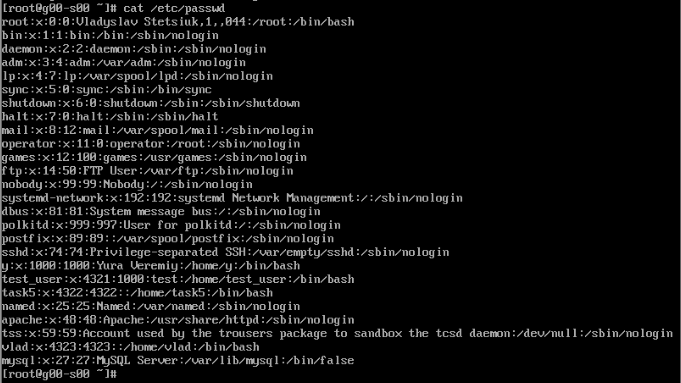 [root@g00-s00 ~]# cat /etc/passwd
root:x:0:0:Vladyslav Stetsiuk,1,,044:/root:/bin/bash
bin:x:1:1:bin:/bin:/sbin/nologin
daemon:x:2:2:daemon:/sbin:/sbin/nologin
adm:x:3:4:adm:/var/adm:/sbin/nologin
lp:x:4:7:lp:/var/spool/lpd:/sbin/nologin
sync:x:5:0:sync:/sbin:/bin/sync
shutdown:x:6:0:shutdown:/sbin:/sbin/shutdown
halt:x:7:0:halt:/sbin:/sbin/halt
mail:x:8:12:mail:/var/spool/mail:/sbin/nologin
operator:x:11:0:operator:/root:/sbin/nologin
games:x:12:100:games:/usr/games:/sbin/nologin
ftp:x:14:50:FTP User:/var/ftp:/sbin/nologin
nobody:x:99:99:Nobody:/:/sbin/nologin
systemd-network:x:192:192:systemd Network Management:/:/sbin/nologin
dbus:x:81:81:System message bus:/:/sbin/nologin
polkitd:x:999:997:User for polkitd:/:/sbin/nologin
postfix:x:89:89::/var/spool/postfix:/sbin/nologin
sshd:x:74:74:Privilege-separated SSH:/var/empty/sshd:/sbin/nologin
y:x:1000:1000:Yura Veremiy:/home/y:/bin/bash
test_user:x:4321:1000:test:/home/test_user:/bin/bash
task5:x:4322:4322::/home/task5:/bin/bash
named:x:25:25:Named:/var/named:/sbin/nologin
apache:x:48:48:Apache:/usr/share/httpd:/sbin/nologin
tss:x:59:59:Account used by the trousers package to sandbox the tcsd daemon:/dev/null:/sbin/nologin
vlad:x:4323:4323::/home/vlad:/bin/bash
mysql:x:27:27:MySQL Server:/var/lib/mysql:/bin/false
[root@g00-s00 ~]#